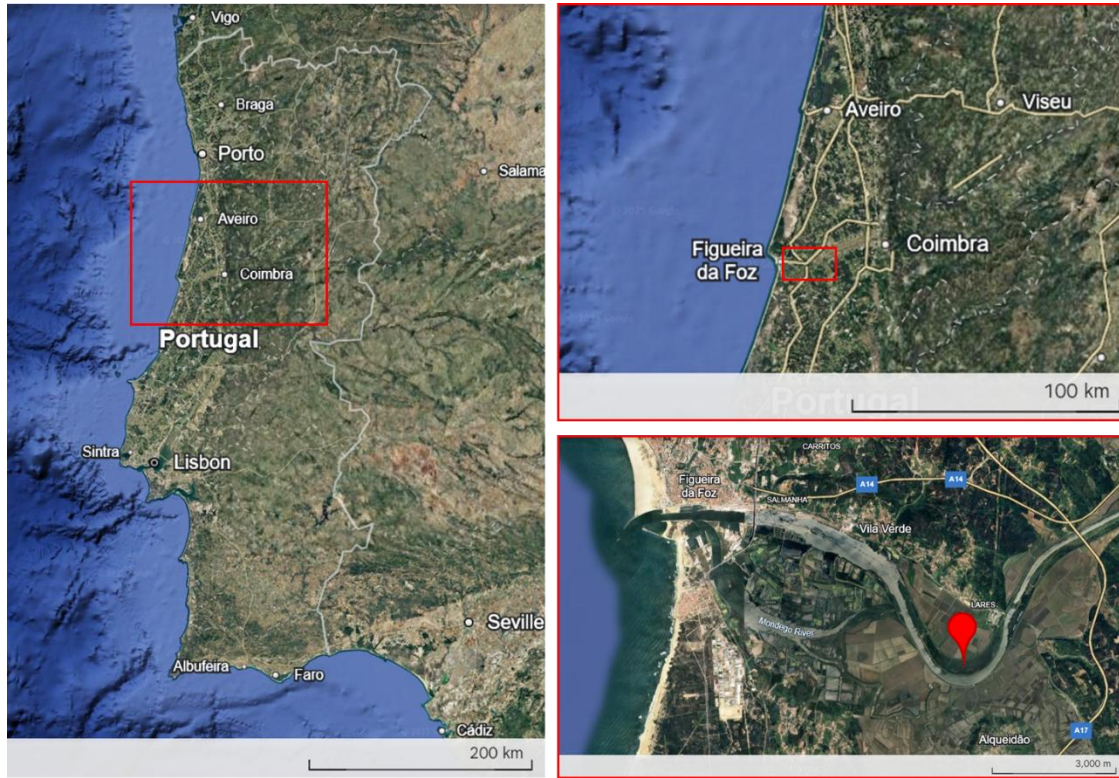 Vigo
Braga
Porto
Salama
Aveiro
Coimbra
Portugal
Sintra
Lisbon
Seville
Albufeira
Faro
Cádiz
200 km
Aveiro
Viseu
Figueira
da Foz
Coimbra
Portugal
100 km
CARRITOS
Figueira
da Foz
A14
A14
SALMANHA
Vila Verde
LARES
Mondego River
A17
Alqueidão
3,000 m